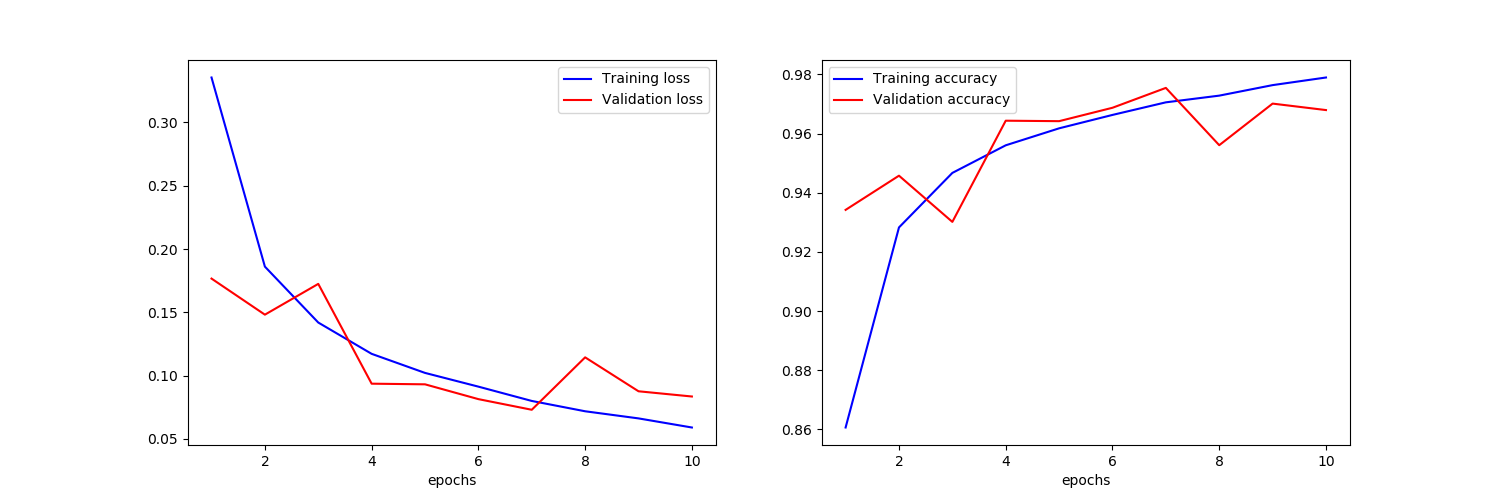 Training loss
Validation loss
0.30
0.25
0.20
0.15
0.10
0.05
2 4 6 8 10
epochs
Training accuracy
Validation accuracy
0.98
0.96
0.94
0.92
0.90
0.88
0.86
2 4 6 8 10
epochs